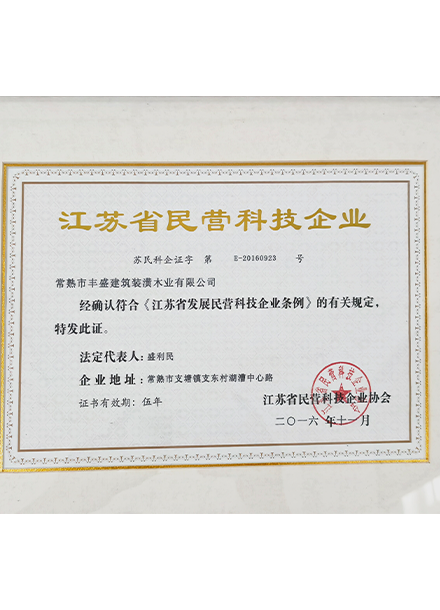 江苏省民营科技企业
苏民科企证字 第 E-20160923 号
常熟市丰盛建筑装潢木业有限公司
经确认符合《江苏省发展民营科技企业条例》的有关规定,
特发此证。
法定代表人:盛利民
企业地址:常熟市支塘镇支东村湖漕中心路
证书有效期:伍年
江苏省民营科技企业协会
二〇一六年十一月